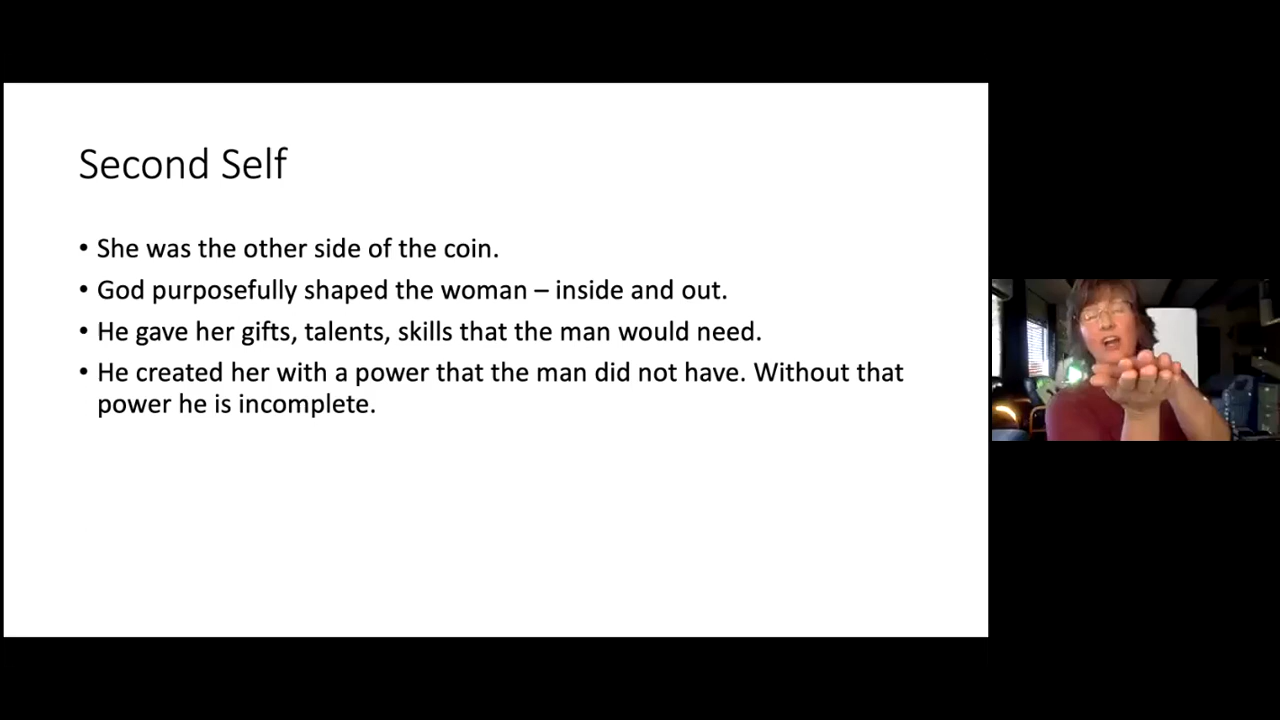 Second Self
• She was the other side of the coin.
• God purposefully shaped the woman – inside and out.
• He gave her gifts, talents, skills that the man would need.
• He created her with a power that the man did not have. Without that
power he is incomplete.